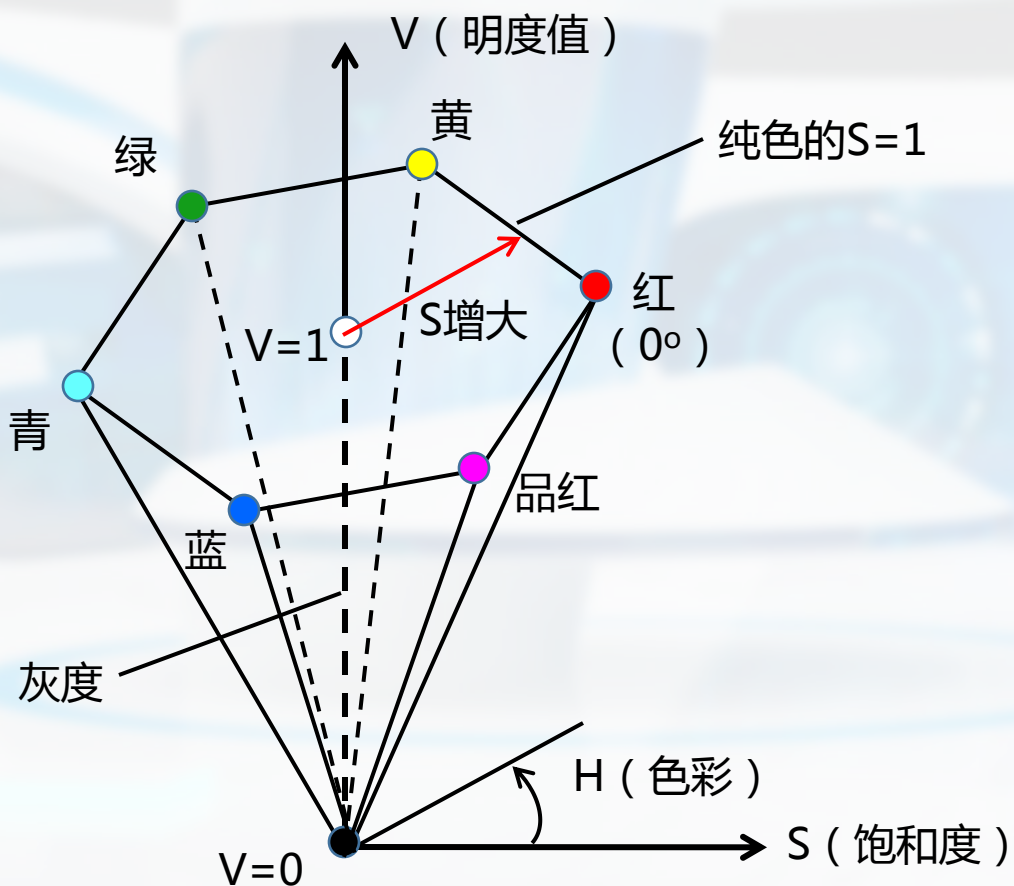 V（明度值）
黄
绿
纯色的S=1
红
（0º）
S增大
V=1
青
品红
蓝
灰度
H（色彩）
S（饱和度）
V=0